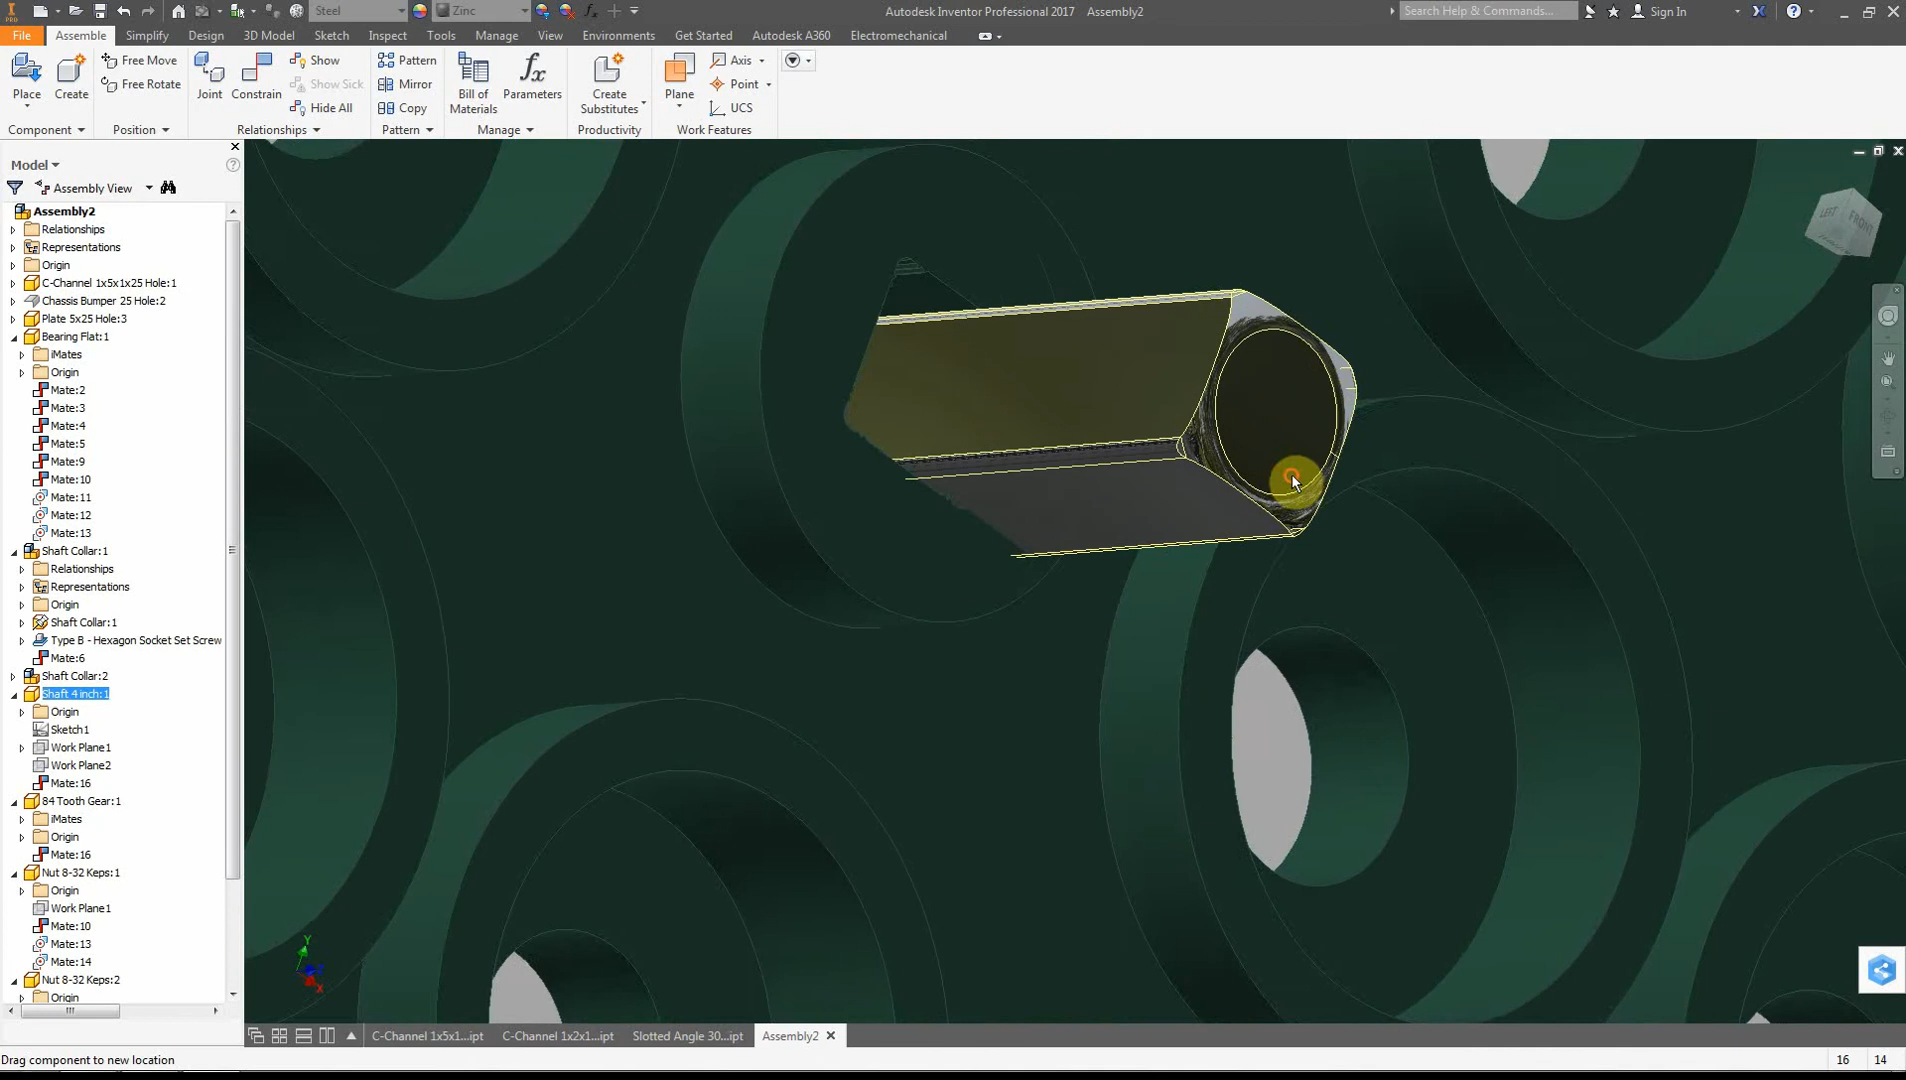 Steel Zinc Autodesk Inventor Professional 2017 Assembly2 Search Help & Commands... Sign In
PRO
File Assemble Simplify Design 3D Model Sketch Inspect Tools Manage View Environments Get Started Autodesk A360 Electromechanical
Place Create Free Move Free Rotate Joint Constrain Show Show Sick Hide All Pattern Mirror Copy Bill of Materials Parameters Create Substitutes Plane Axis Point UCS
Component Position Relationships Pattern Manage Productivity Work Features
Model
Assembly View
Assembly2
Relationships
Representations
Origin
C-Channel 1x5x1x25 Hole:1
Chassis Bumper 25 Hole:2
Plate 5x25 Hole:3
Bearing Flat:1
iMates
Origin
Mate:2
Mate:3
Mate:4
Mate:5
Mate:9
Mate:10
Mate:11
Mate:12
Mate:13
Shaft Collar:1
Relationships
Representations
Origin
Shaft Collar:1
Type B - Hexagon Socket Set Screw
Mate:6
Shaft Collar:2
Shaft 4 inch:1
Origin
Sketch1
Work Plane1
Work Plane2
Mate:16
84 Tooth Gear:1
iMates
Origin
Mate:16
Nut 8-32 Keps:1
Origin
Work Plane1
Mate:10
Mate:13
Mate:14
Nut 8-32 Keps:2
Origin
LEFT FRONT
Y
Z
X
C-Channel 1x5x1...ipt C-Channel 1x2x1...ipt Slotted Angle 30...ipt Assembly2
Drag component to new location 16 14